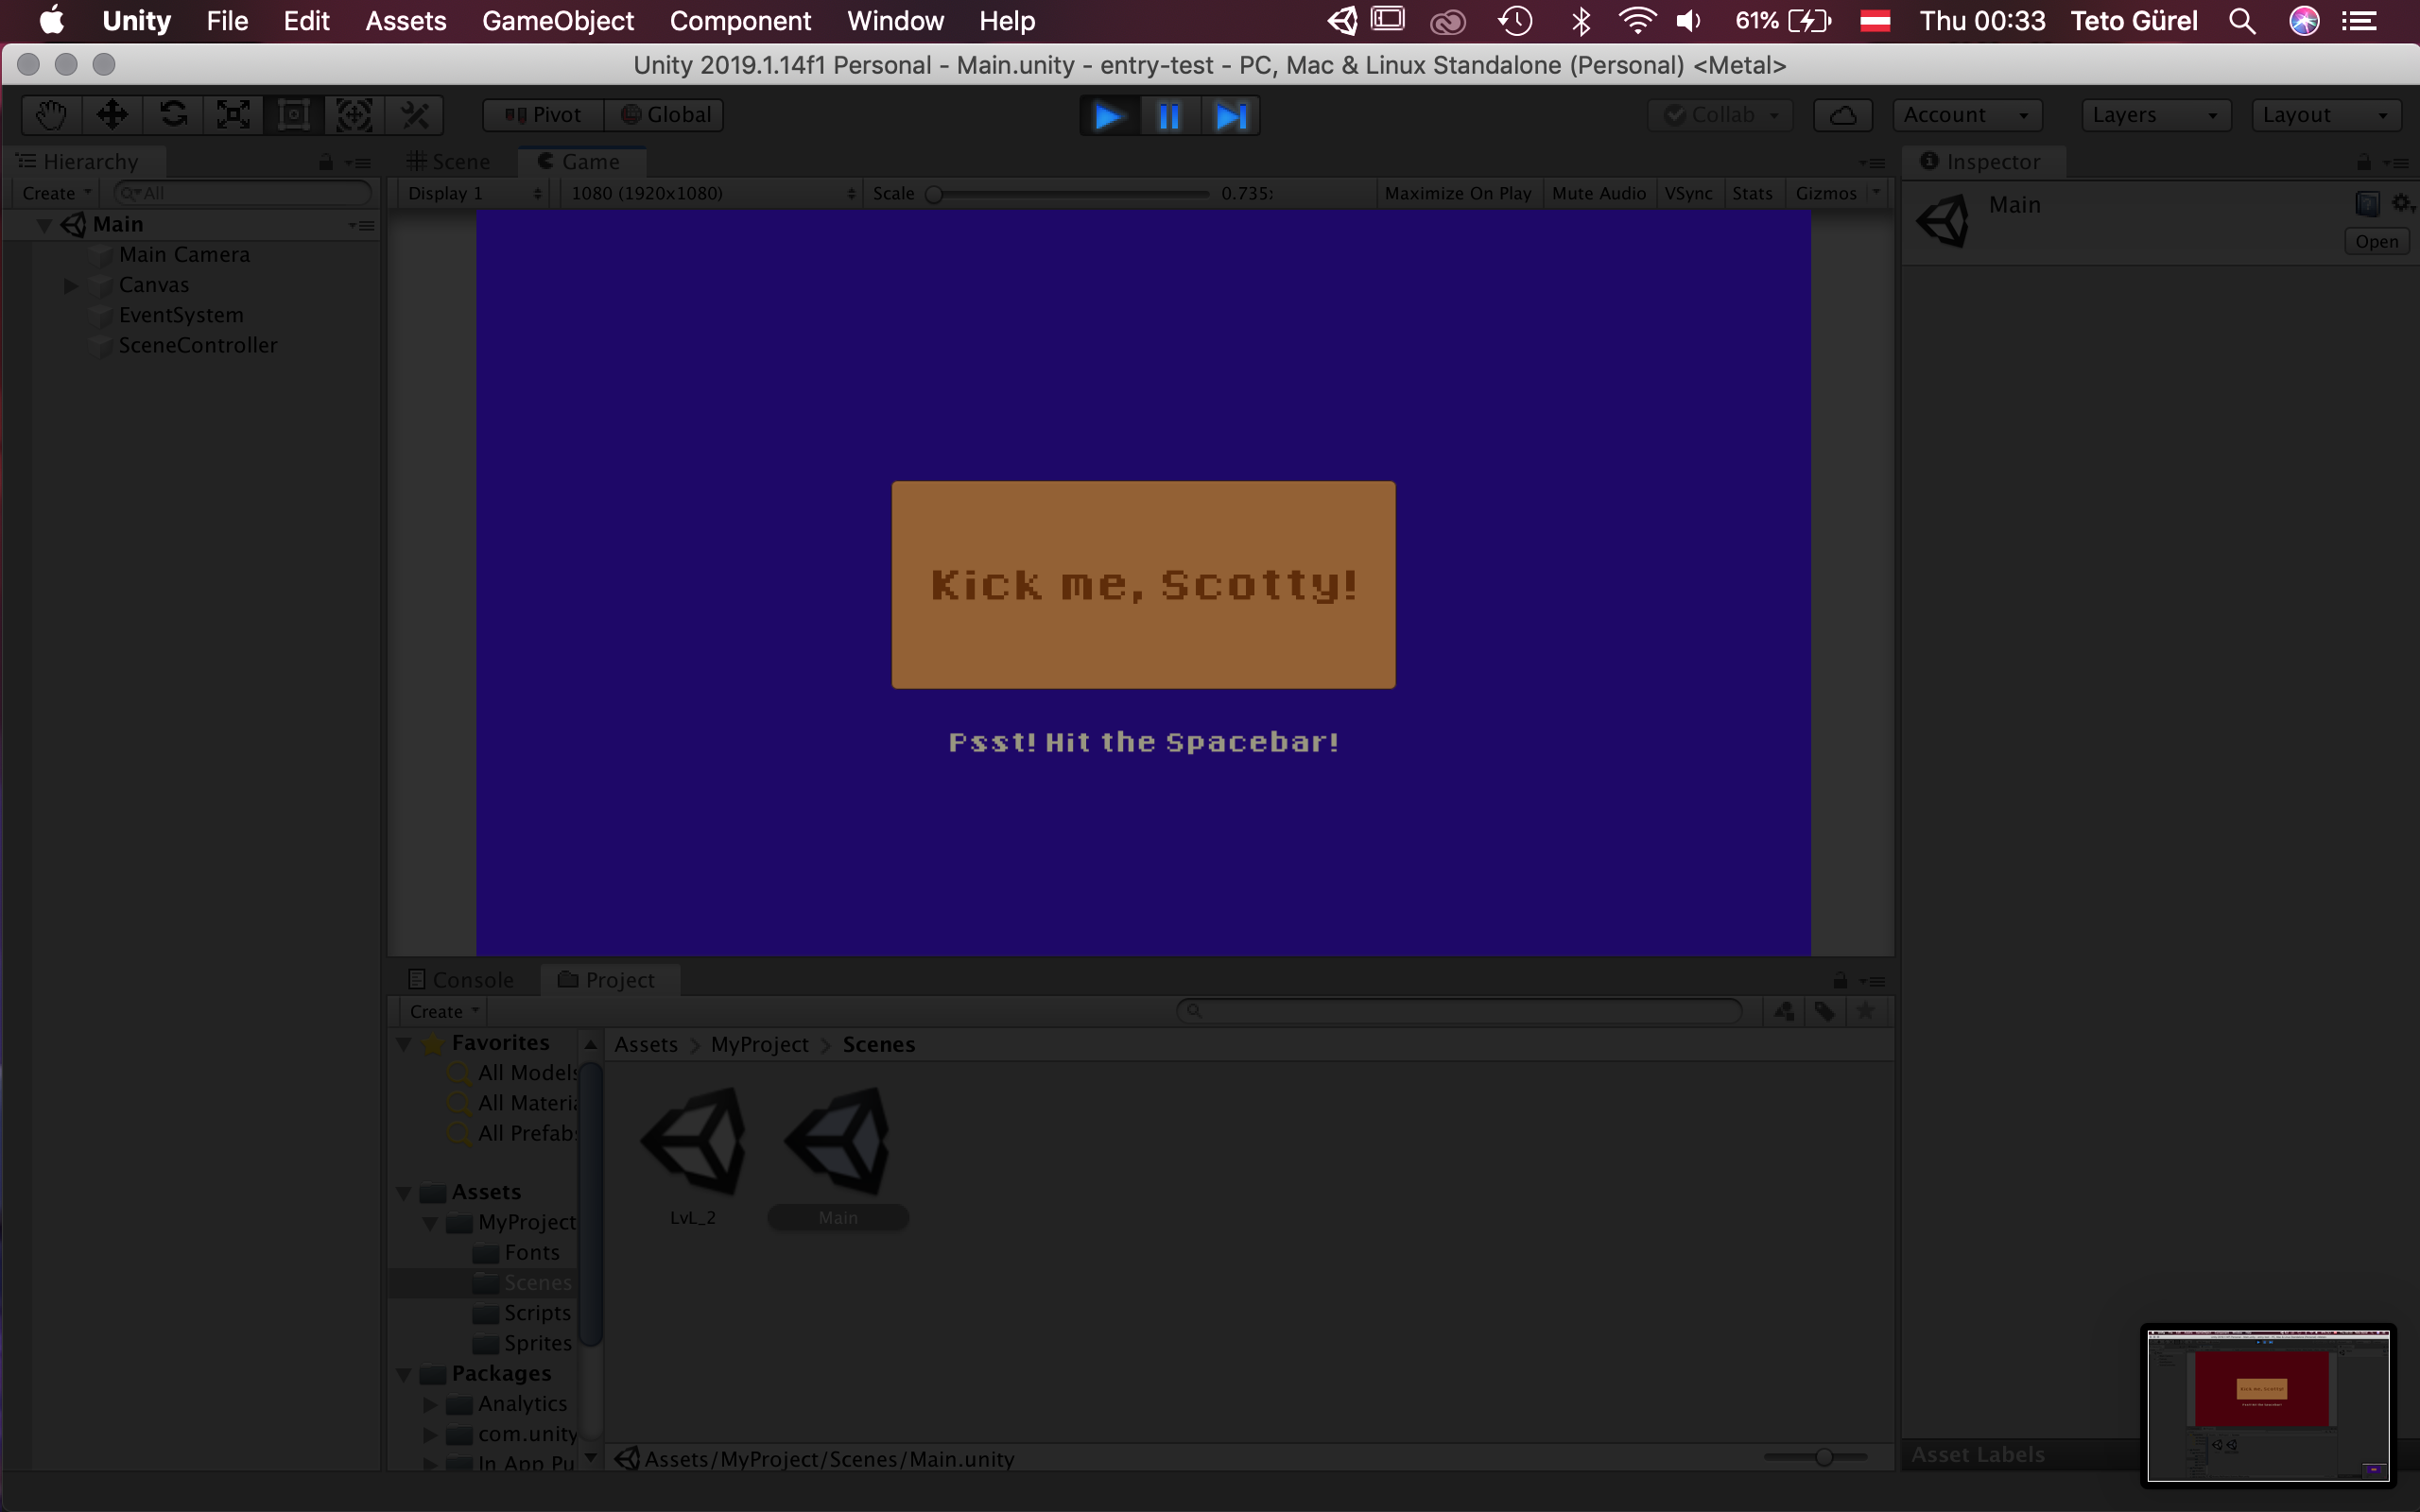 Unity File Edit Assets GameObject Component Window Help 61% Thu 00:33 Teto Gürel
Unity 2019.1.14f1 Personal - Main.unity - entry-test - PC, Mac & Linux Standalone (Personal) <Metal>
Pivot Global Collab Account Layers Layout
Hierarchy
Create All
Main
Main Camera
Canvas
EventSystem
SceneController
Scene Game
Display 1 1080 (1920x1080) Scale 0.735: Maximize On Play Mute Audio VSync Stats Gizmos
Kick me, Scotty!
Psst! Hit the Spacebar!
Inspector
Main
Open
Console Project
Create
Favorites
All Models
All Materia
All Prefabs
Assets
MyProject
Fonts
Scenes
Scripts
Sprites
Packages
Analytics
com.unity
In App Pu
Assets MyProject Scenes
LvL_2 Main
Assets/MyProject/Scenes/Main.unity
Asset Labels
Kick me, Scotty!